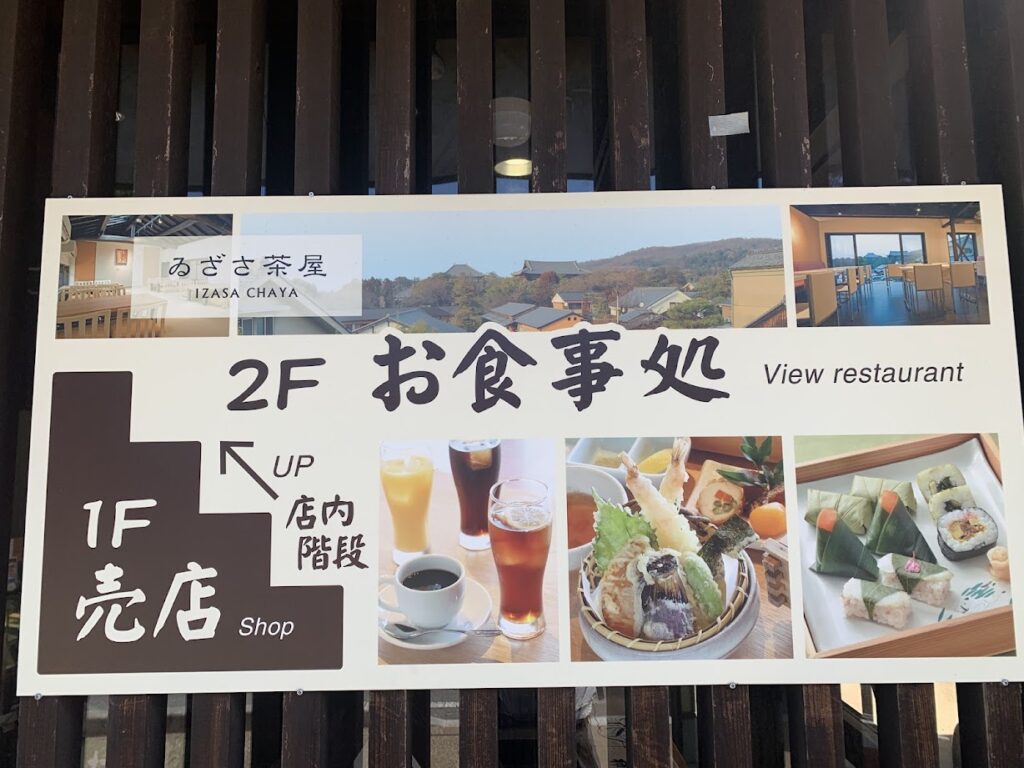 ゐざさ茶屋
IZASA CHAYA
2F お食事処 View restaurant
UP
店内
階段
1F
売店 Shop